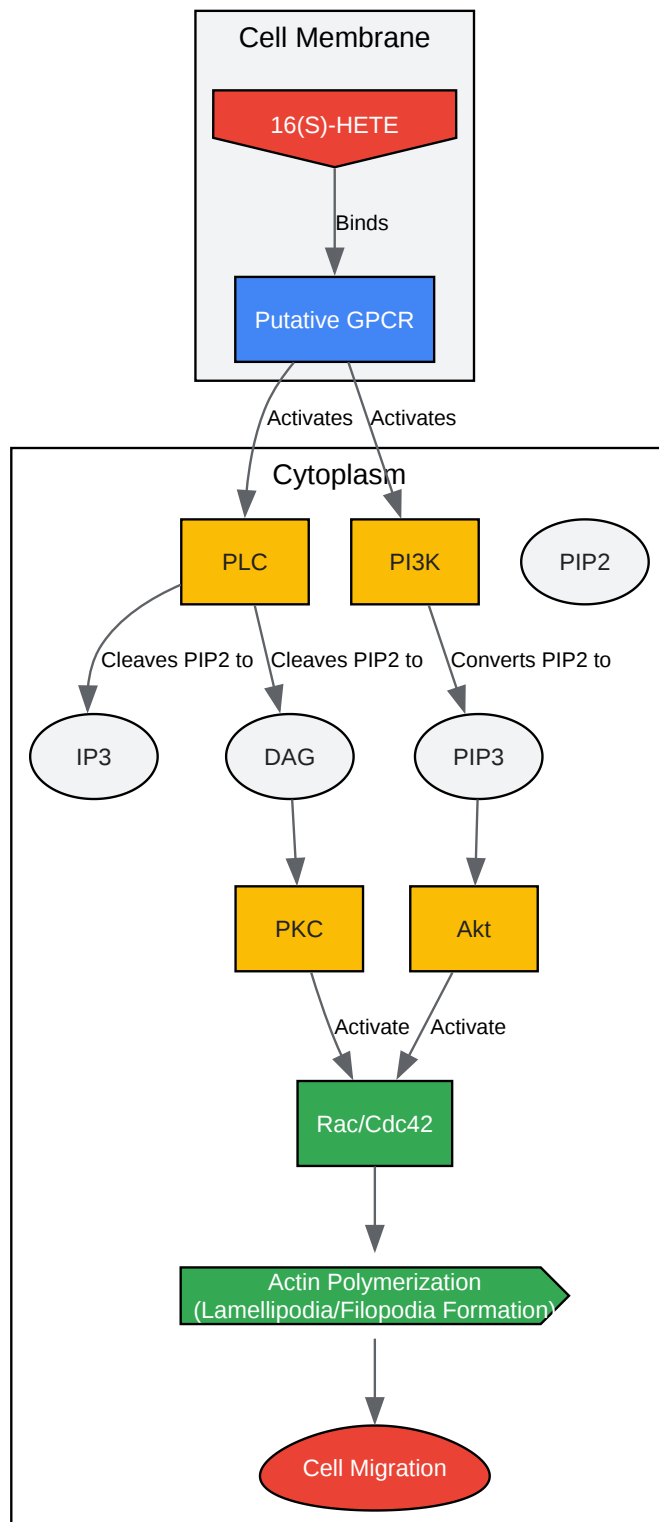 Cell Membrane
16(S)-HETE
Binds
Putative GPCR
Activates
Activates
Cytoplasm
PLC
PI3K
PIP2
Cleaves PIP2 to
Cleaves PIP2 to
Converts PIP2 to
IP3
DAG
PIP3
PKC
Akt
Activate
Activate
Rac/Cdc42
Actin Polymerization
(Lamellipodia/Filopodia Formation)
Cell Migration